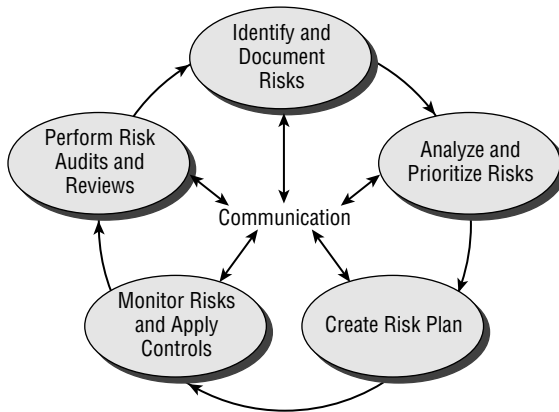 Identify and
Document
Risks
Perform Risk
Audits and
Reviews
Analyze and
Prioritize Risks
Communication
Monitor Risks
and Apply
Controls
Create Risk Plan